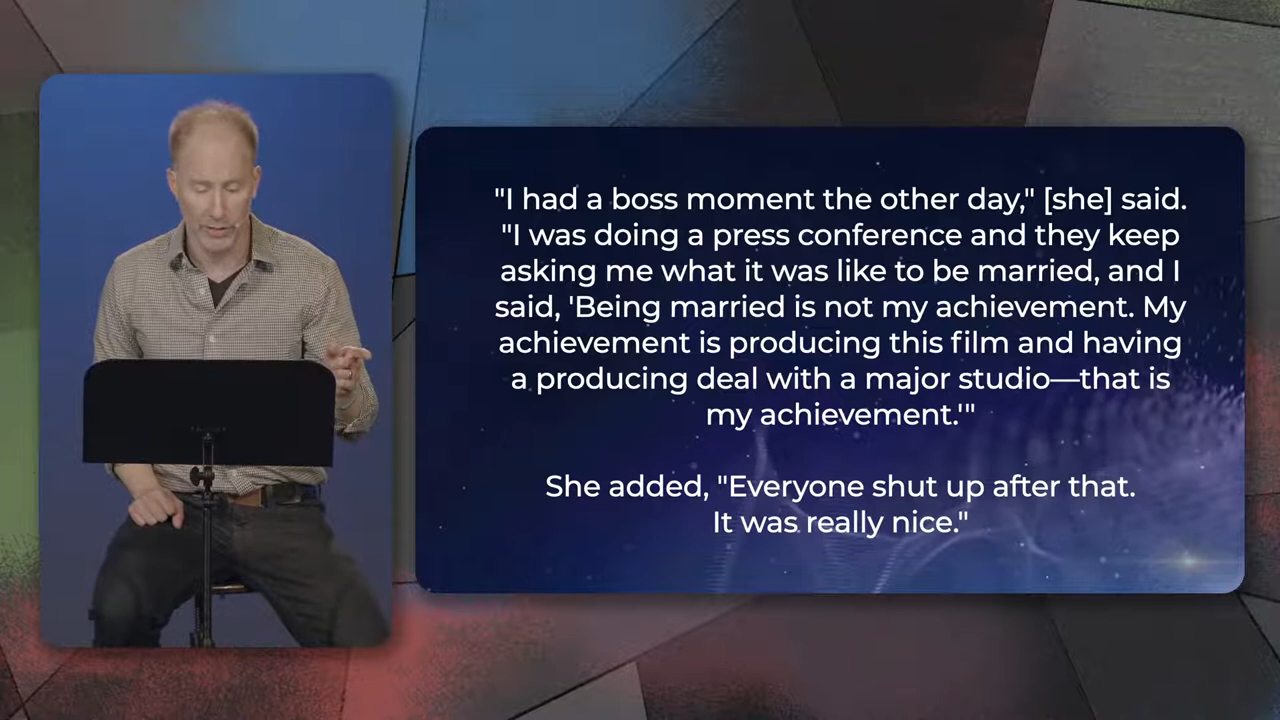 "I had a boss moment the other day," [she] said.
"I was doing a press conference and they keep
asking me what it was like to be married, and I
said, 'Being married is not my achievement. My
achievement is producing this film and having
a producing deal with a major studio—that is
my achievement.'"
She added, "Everyone shut up after that.
It was really nice."